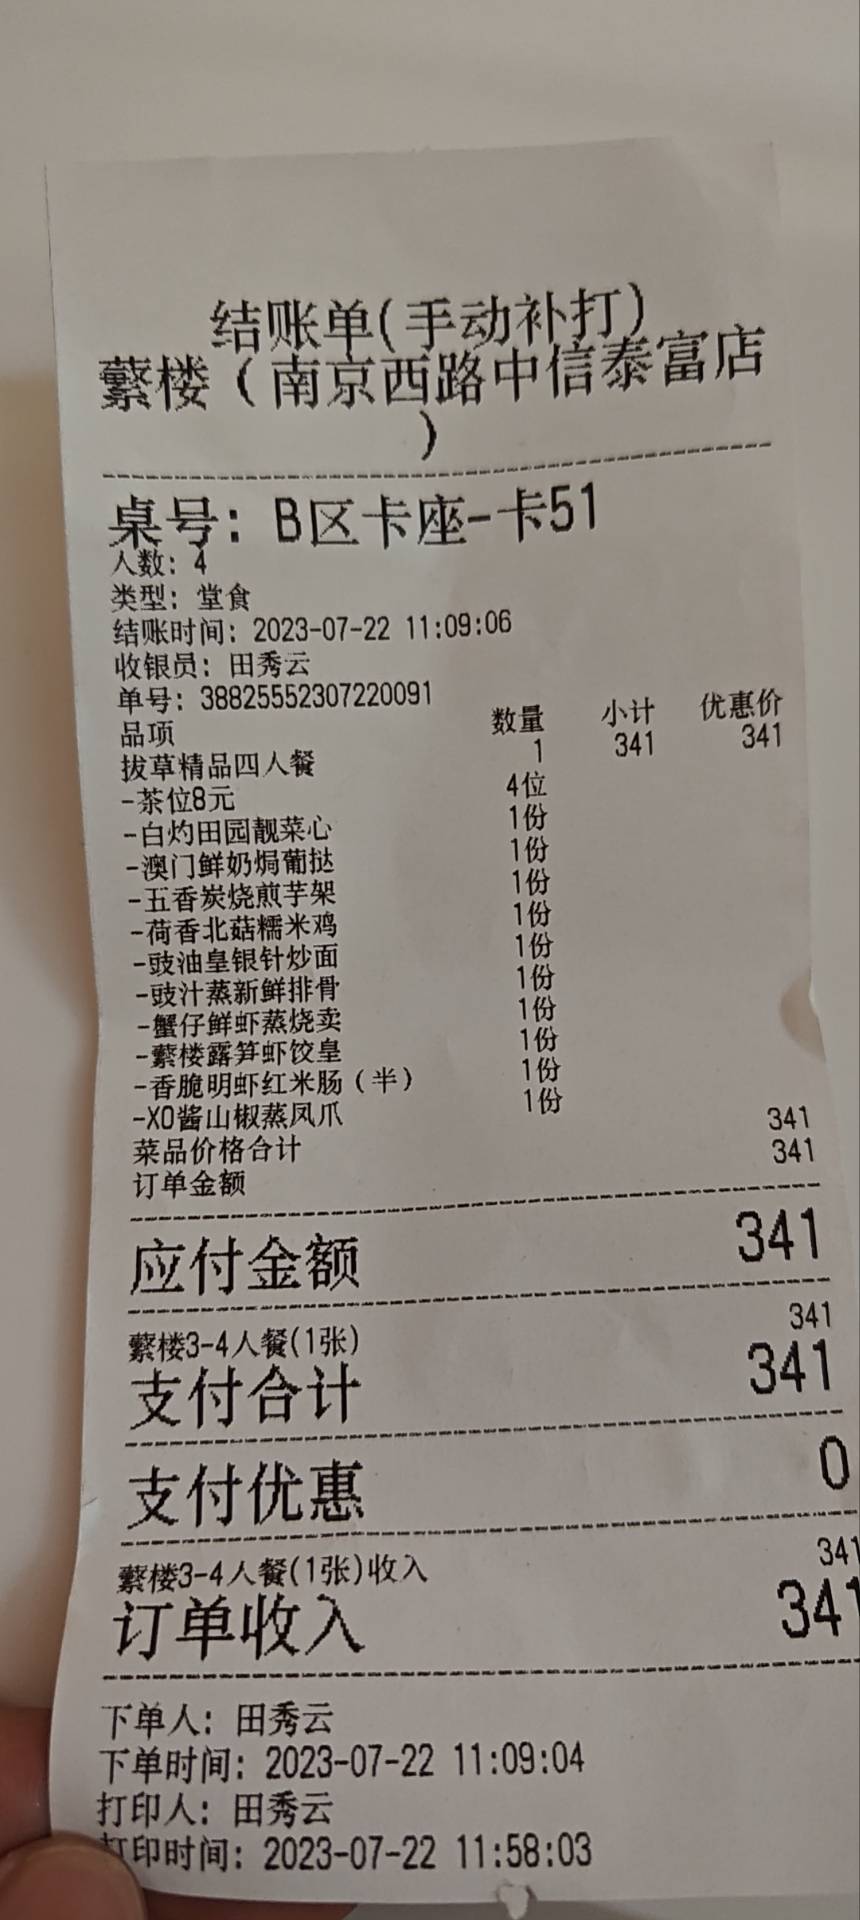 结账单(手动补打)
蘩楼（南京西路中信泰富店
）
桌号: B区卡座-卡51
人数: 4
类型: 堂食
结账时间: 2023-07-22 11:09:06
收银员: 田秀云
单号: 38825552307220091
品项 数量 小计 优惠价
拔草精品四人餐 1 341 341
-茶位8元 4位
-白灼田园靓菜心 1份
-澳门鲜奶焗葡挞 1份
-五香炭烧煎芋架 1份
-荷香北菇糯米鸡 1份
-豉油皇银针炒面 1份
-豉汁蒸新鲜排骨 1份
-蟹仔鲜虾蒸烧卖 1份
-蘩楼露笋虾饺皇 1份
-香脆明虾红米肠（半） 1份
-XO酱山椒蒸凤爪 1份
菜品价格合计 341
订单金额 341
应付金额 341
蘩楼3-4人餐(1张) 341
支付合计 341
支付优惠 0
蘩楼3-4人餐(1张)收入 341
订单收入 341
下单人: 田秀云
下单时间: 2023-07-22 11:09:04
打印人: 田秀云
打印时间: 2023-07-22 11:58:03